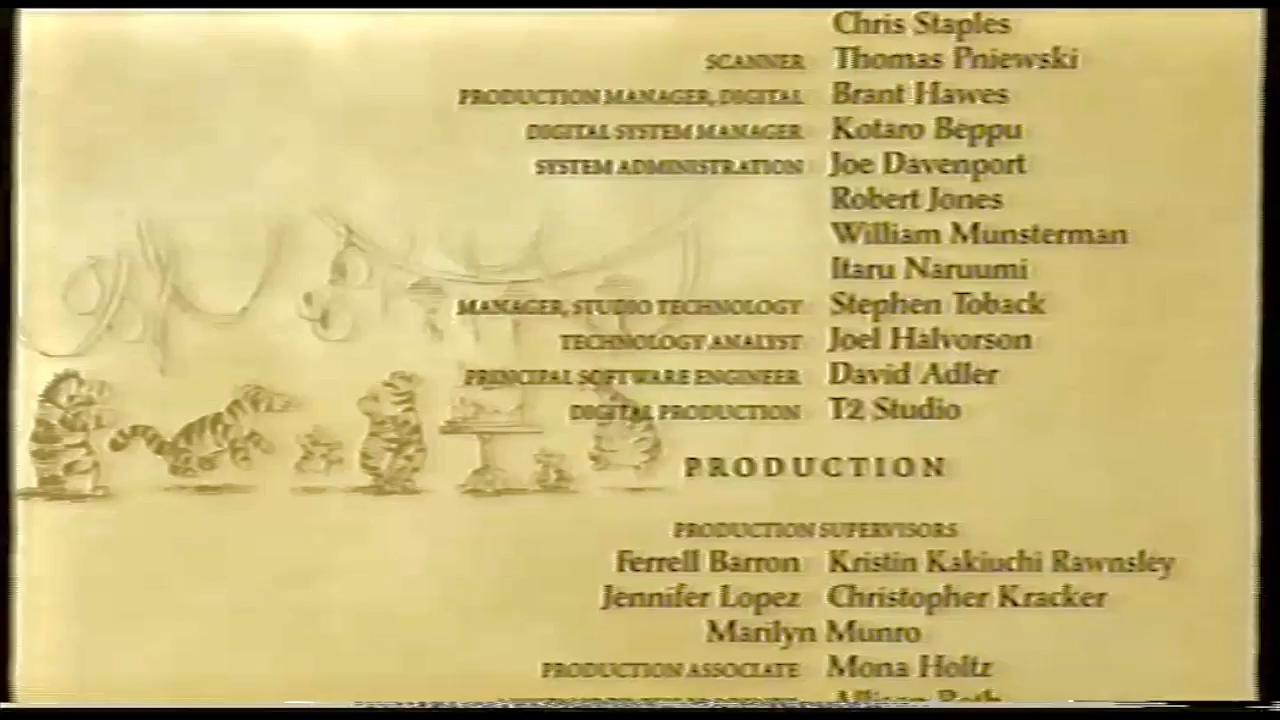 Chris Staples
SCANNER Thomas Pniewski
PRODUCTION MANAGER, DIGITAL Brant Hawes
DIGITAL SYSTEM MANAGER Kotaro Beppu
SYSTEM ADMINISTRATION Joe Davenport
Robert Jones
William Munsterman
Itaru Naruumi
MANAGER, STUDIO TECHNOLOGY Stephen Toback
TECHNOLOGY ANALYST Joel Halvorson
PRINCIPAL SOFTWARE ENGINEER David Adler
DIGITAL PRODUCTION T2 Studio
PRODUCTION
PRODUCTION SUPERVISORS
Ferrell Barron Kristin Kakiuchi Rawnsley
Jennifer Lopez Christopher Kracker
Marilyn Munro
PRODUCTION ASSOCIATE Mona Holtz